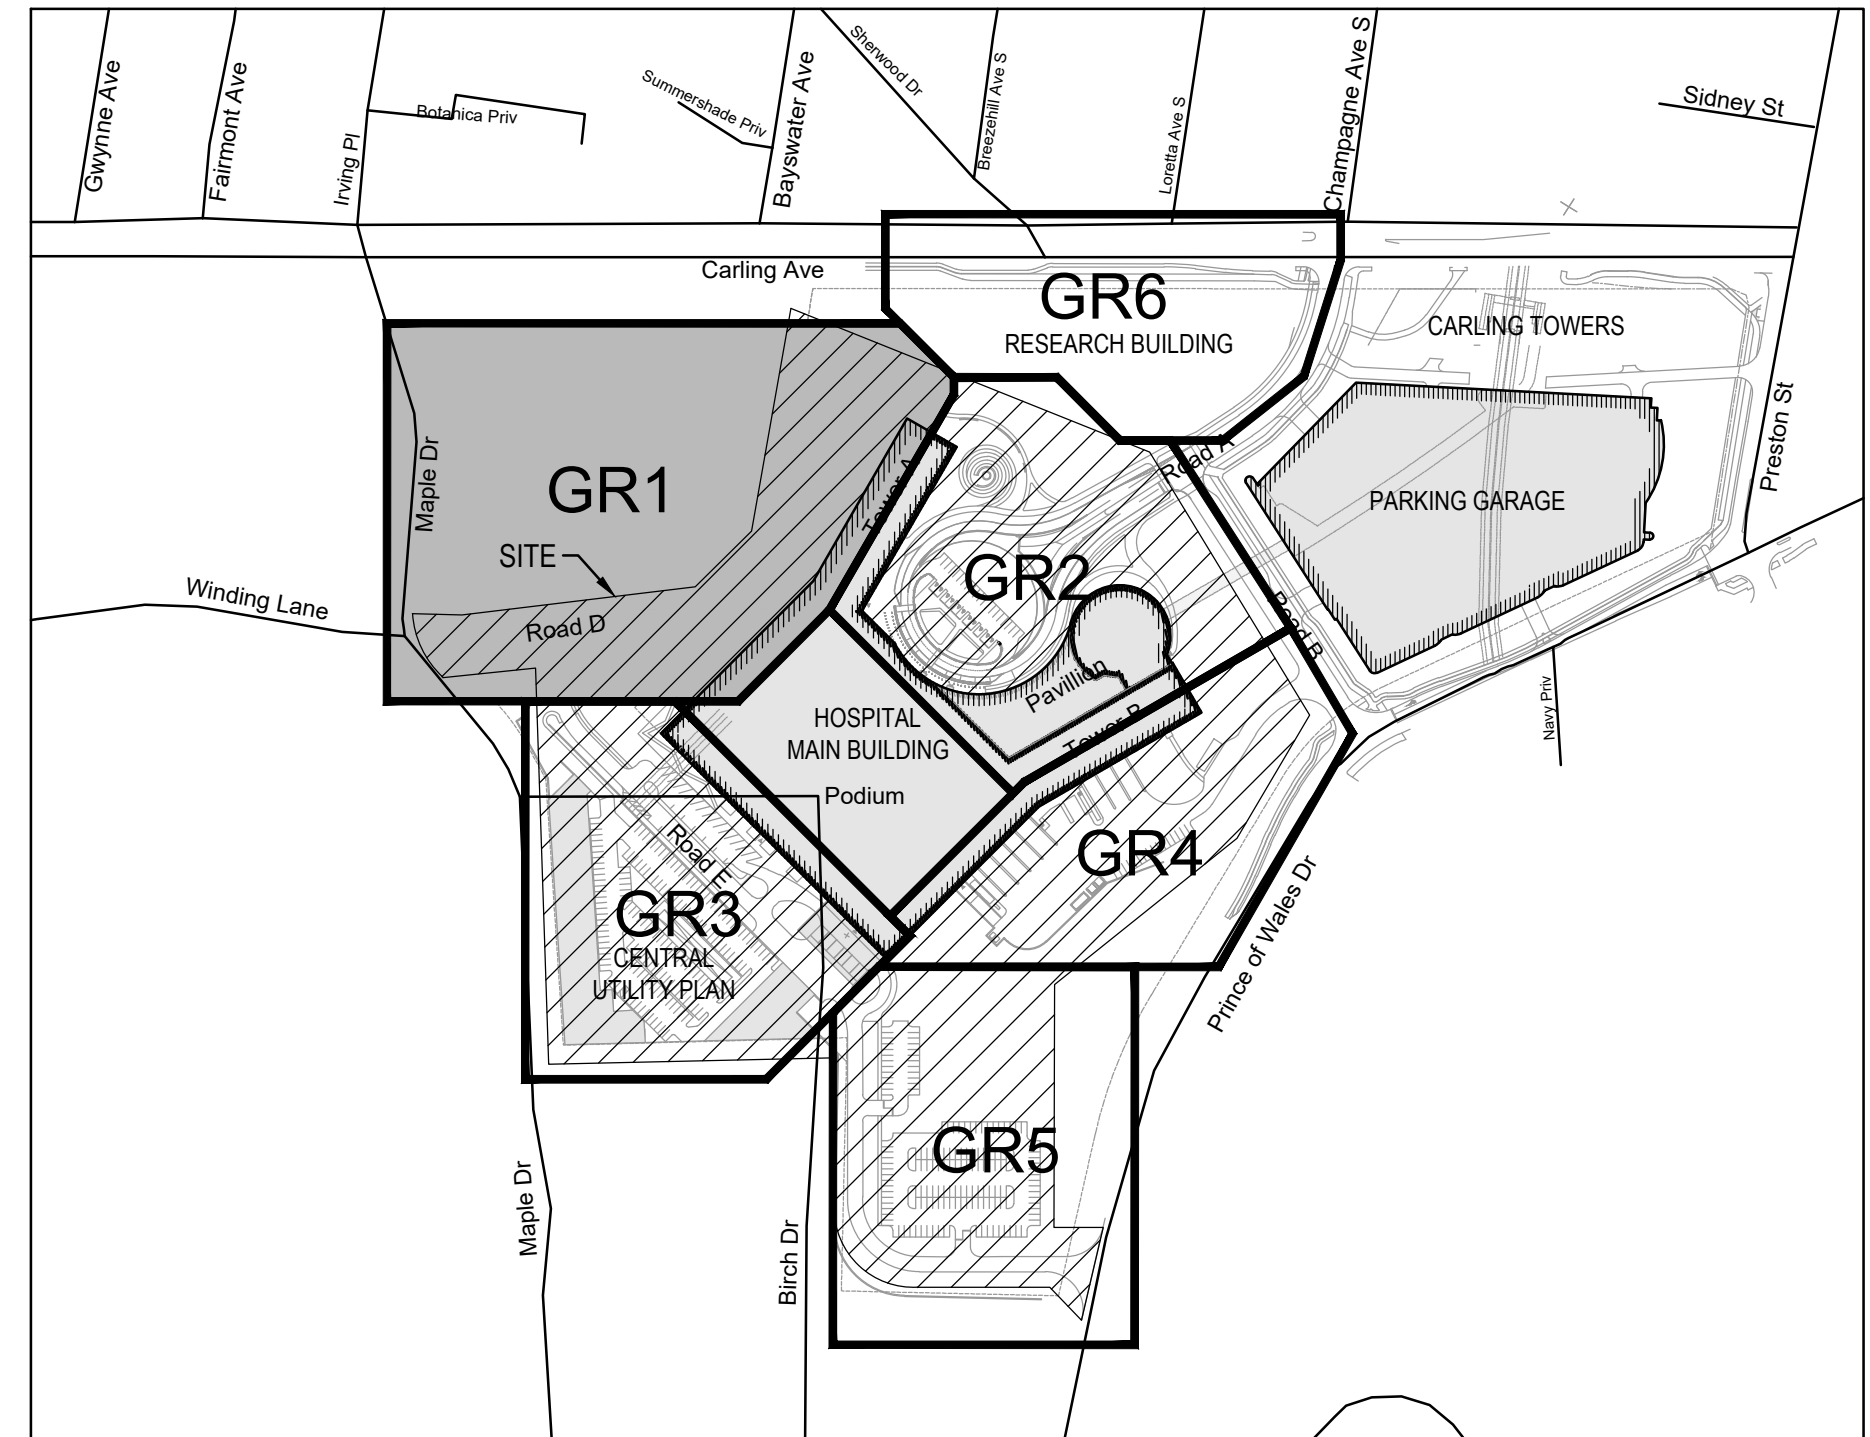 Gwynne Ave
Fairmont Ave
Irving Pl
Botanica Priv
Summershade Priv
Bayswater Ave
Sherwood Dr
Breezehill Ave S
Loretta Ave S
Champagne Ave S
Sidney St
Carling Ave
GR6
RESEARCH BUILDING
CARLING TOWERS
Preston St
Maple Dr
GR1
SITE
Road D
Winding Lane
Tower A
Road A
GR2
PARKING GARAGE
Road B
Pavillion
Tower B
Navy Priv
HOSPITAL
MAIN BUILDING
Podium
Road E
GR3
CENTRAL
UTILITY PLAN
GR4
Prince of Wales Dr
GR5
Maple Dr
Birch Dr